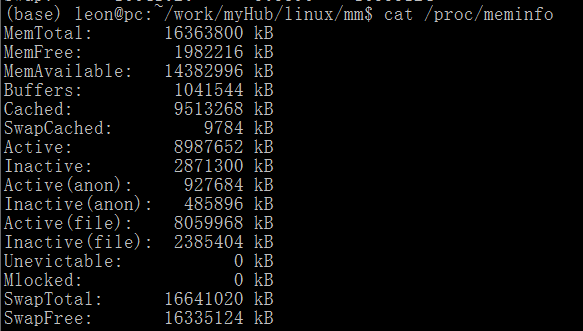 (base) leon@pc:~/work/myHub/linux/mm$ cat /proc/meminfo
MemTotal:       16363800 kB
MemFree:         1982216 kB
MemAvailable:   14382996 kB
Buffers:         1041544 kB
Cached:          9513268 kB
SwapCached:         9784 kB
Active:          8987652 kB
Inactive:        2871300 kB
Active(anon):     927684 kB
Inactive(anon):   485896 kB
Active(file):    8059968 kB
Inactive(file):  2385404 kB
Unevictable:           0 kB
Mlocked:               0 kB
SwapTotal:      16641020 kB
SwapFree:       16335124 kB